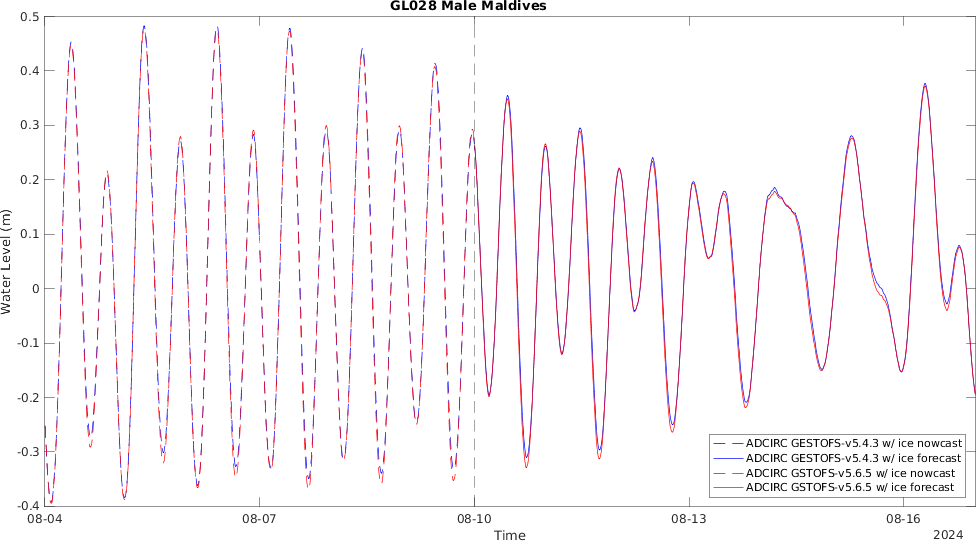 GL028 Male Maldives
0.5
0.4
0.3
0.2
0.1
0
-0.1
-0.2
-0.3
-0.4
Water Level (m)
08-04
08-07
08-10
08-13
08-16
Time
2024
ADCIRC GESTOFS-v5.4.3 w/ ice nowcast
ADCIRC GESTOFS-v5.4.3 w/ ice forecast
ADCIRC GSTOFS-v5.6.5 w/ ice nowcast
ADCIRC GSTOFS-v5.6.5 w/ ice forecast